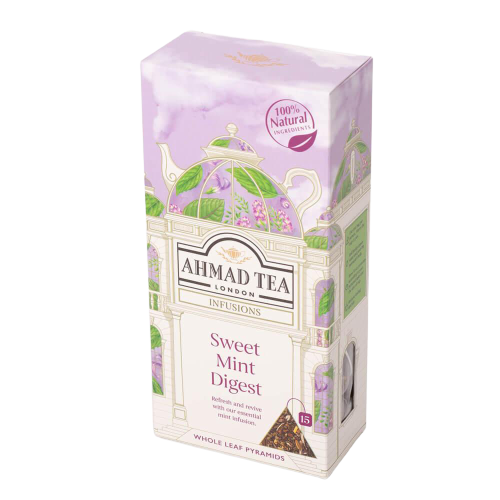 100%
Natural
INGREDIENTS
AHMAD TEA
LONDON
INFUSIONS
Sweet
Mint
Digest
Refresh and revive
with our essential
mint infusion.
15
WHOLE LEAF PYRAMIDS